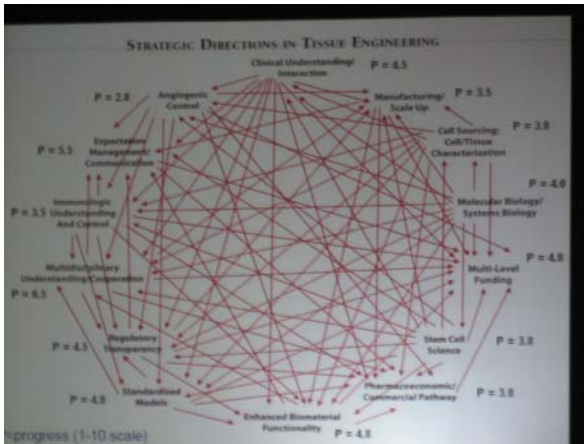 STRATEGIC DIRECTIONS IN TISSUE ENGINEERING
Clinical Understanding/
Interaction
P = 4.5
Angiogenic
Control
P = 2.8
Manufacturing/
Scale Up
P = 3.5
Cell Sourcing;
Cell/Tissue
Characterization
P = 3.8
Expectation
Management/
Communication
P = 5.5
Molecular Biology/
Systems Biology
P = 4.0
Immunologic
Understanding
And Control
P = 3.5
Multi-Level
Funding
P = 4.8
Multidisciplinary
Understanding/Cooperation
P = 6.5
Stem Cell
Science
P = 3.8
Regulatory
Transparency
P = 4.5
Pharmacoeconomic/
Commercial Pathway
P = 3.8
Standardized
Models
P = 4.8
Enhanced Biomaterial
Functionality
P = 4.8
=progress (1-10 scale)